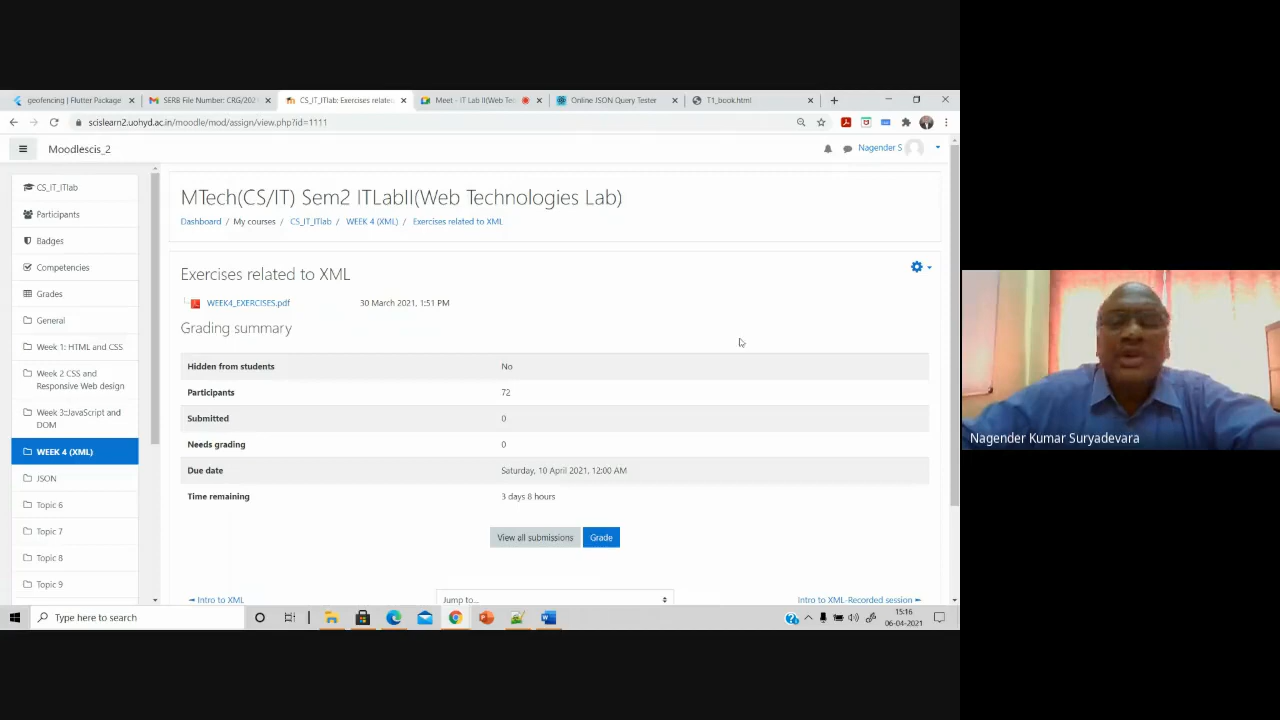 geofencing | Flutter Package
SERB File Number: CRG/202
CS_IT_ITlab: Exercises relate
Meet - IT Lab II(Web Te
Online JSON Query Tester
T1_book.html
scislearn2.uohyd.ac.in/moodle/mod/assign/view.php?id=1111
Moodlescis_2
Nagender S
CS_IT_ITlab
Participants
Badges
Competencies
Grades
General
Week 1: HTML and CSS
Week 2 CSS and
Responsive Web design
Week 3::JavaScript and
DOM
WEEK 4 (XML)
JSON
Topic 6
Topic 7
Topic 8
Topic 9
MTech(CS/IT) Sem2 ITLabII(Web Technologies Lab)
Dashboard / My courses / CS_IT_ITlab / WEEK 4 (XML) / Exercises related to XML
Exercises related to XML
WEEK4_EXERCISES.pdf 30 March 2021, 1:51 PM
Grading summary
Hidden from students No
Participants 72
Submitted 0
Needs grading 0
Due date Saturday, 10 April 2021, 12:00 AM
Time remaining 3 days 8 hours
View all submissions Grade
◄ Intro to XML
Jump to...
Intro to XML-Recorded session ►
Type here to search
15:16
06-04-2021
Nagender Kumar Suryadevara